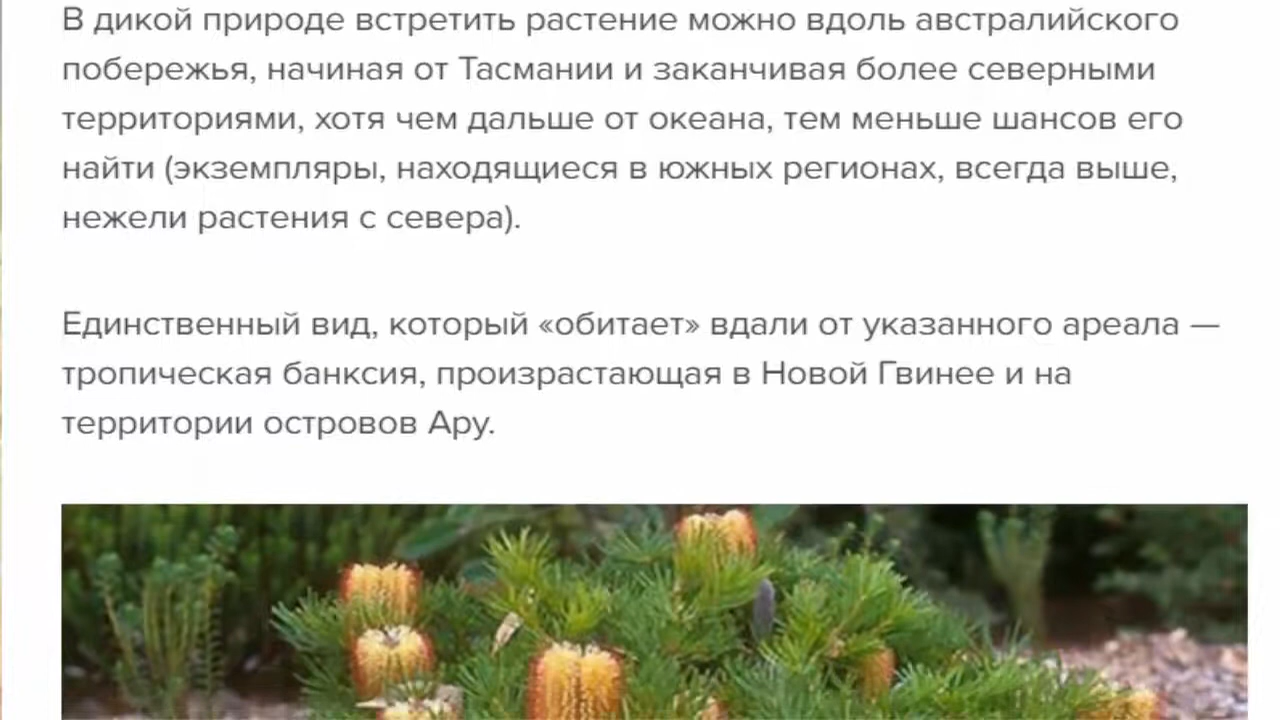 В дикой природе встретить растение можно вдоль австралийского
побережья, начиная от Тасмании и заканчивая более северными
территориями, хотя чем дальше от океана, тем меньше шансов его
найти (экземпляры, находящиеся в южных регионах, всегда выше,
нежели растения с севера).
Единственный вид, который «обитает» вдали от указанного ареала —
тропическая банксия, произрастающая в Новой Гвинее и на
территории островов Ару.